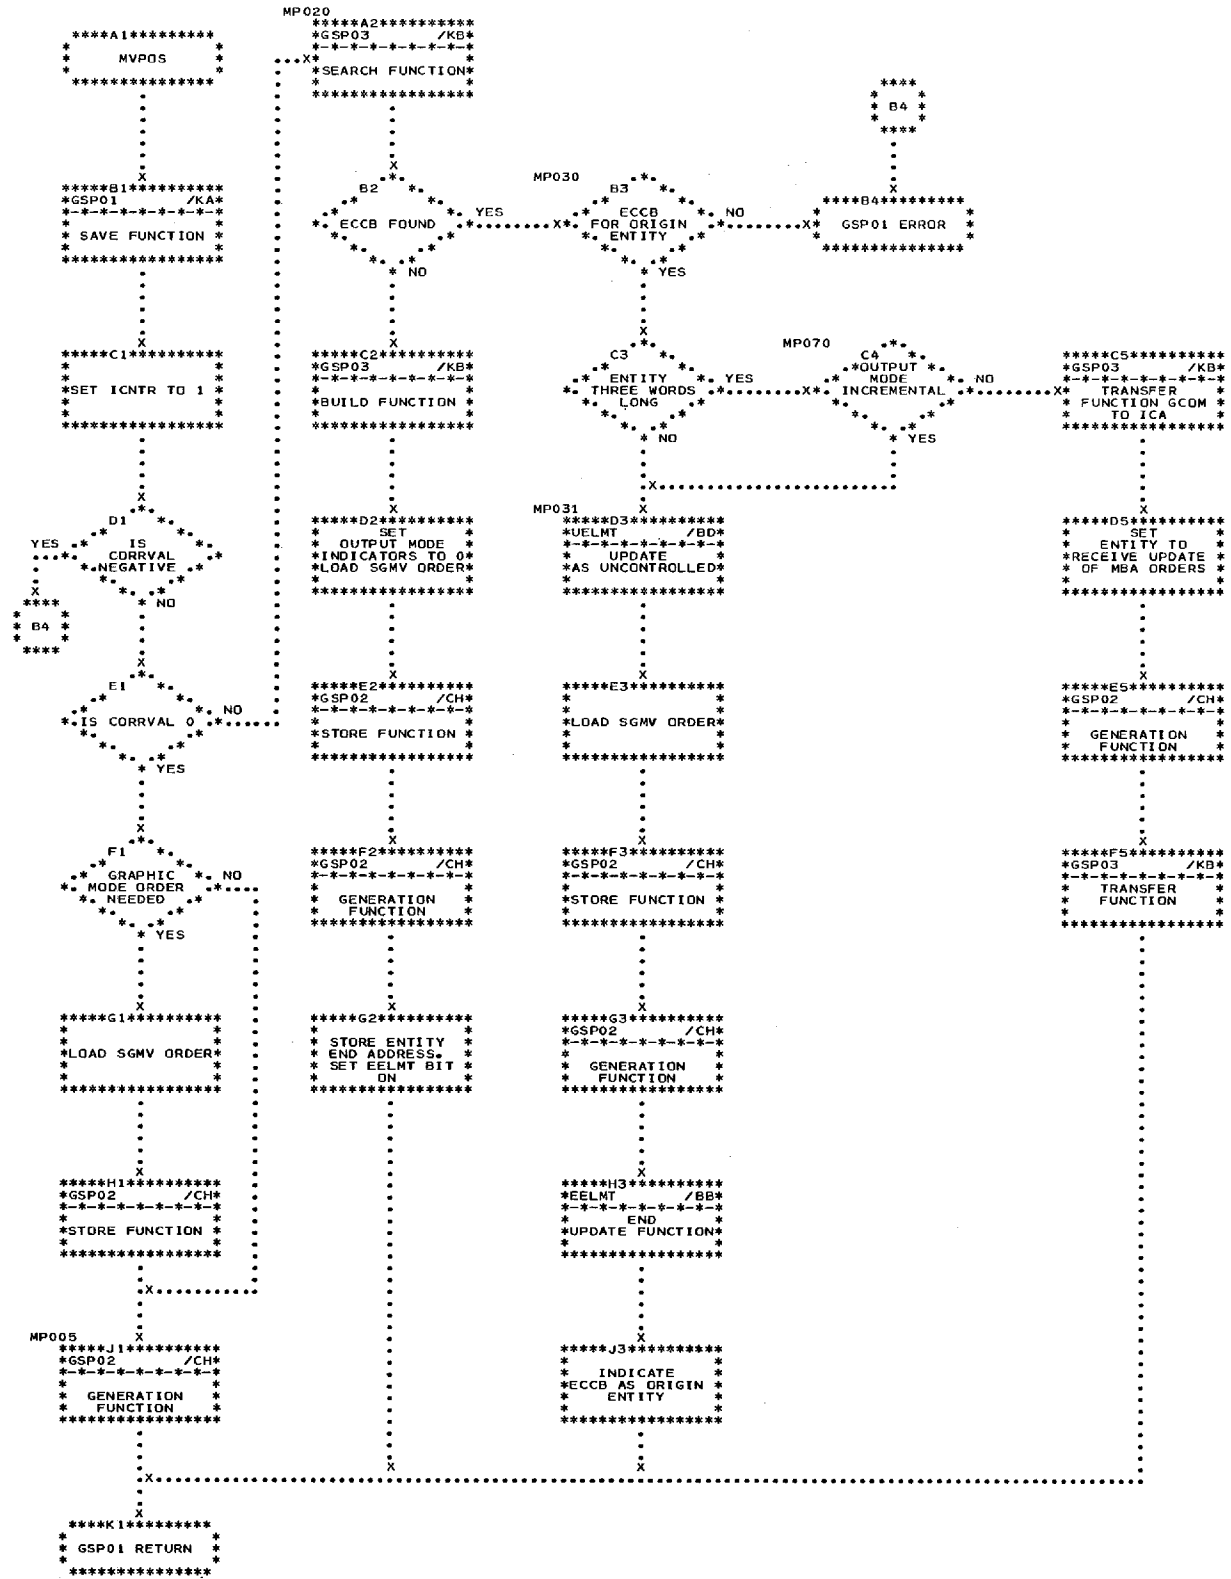 A1
MVPOS
B1
GSP01 /KA
SAVE FUNCTION
C1
SET ICNTR TO 1
D1
IS
CORRVAL
NEGATIVE
YES
NO
B4
E1
IS CORRVAL 0
NO
YES
F1
GRAPHIC
MODE ORDER
NEEDED
NO
YES
G1
LOAD SGMV ORDER
H1
GSP02 /CH
STORE FUNCTION
MP005
J1
GSP02 /CH
GENERATION
FUNCTION
K1
GSP01 RETURN
MP020
A2
GSP03 /KB
SEARCH FUNCTION
B2
ECCB FOUND
YES
NO
C2
GSP03 /KB
BUILD FUNCTION
D2
SET
OUTPUT MODE
INDICATORS TO 0
LOAD SGMV ORDER
E2
GSP02 /CH
STORE FUNCTION
F2
GSP02 /CH
GENERATION
FUNCTION
G2
STORE ENTITY
END ADDRESS.
SET EELMT BIT
ON
MP030
B3
ECCB
FOR ORIGIN
ENTITY
NO
YES
C3
ENTITY
THREE WORDS
LONG
YES
NO
MP031
D3
UELMT /BD
UPDATE
AS UNCONTROLLED
E3
LOAD SGMV ORDER
F3
GSP02 /CH
STORE FUNCTION
G3
GSP02 /CH
GENERATION
FUNCTION
H3
EELMT /BB
END
UPDATE FUNCTION
J3
INDICATE
ECCB AS ORIGIN
ENTITY
B4
B4
GSP01 ERROR
MP070
C4
OUTPUT
MODE
INCREMENTAL
NO
YES
C5
GSP03 /KB
TRANSFER
FUNCTION GCOM
TO ICA
D5
SET
ENTITY TO
RECEIVE UPDATE
OF MBA ORDERS
E5
GSP02 /CH
GENERATION
FUNCTION
F5
GSP03 /KB
TRANSFER
FUNCTION